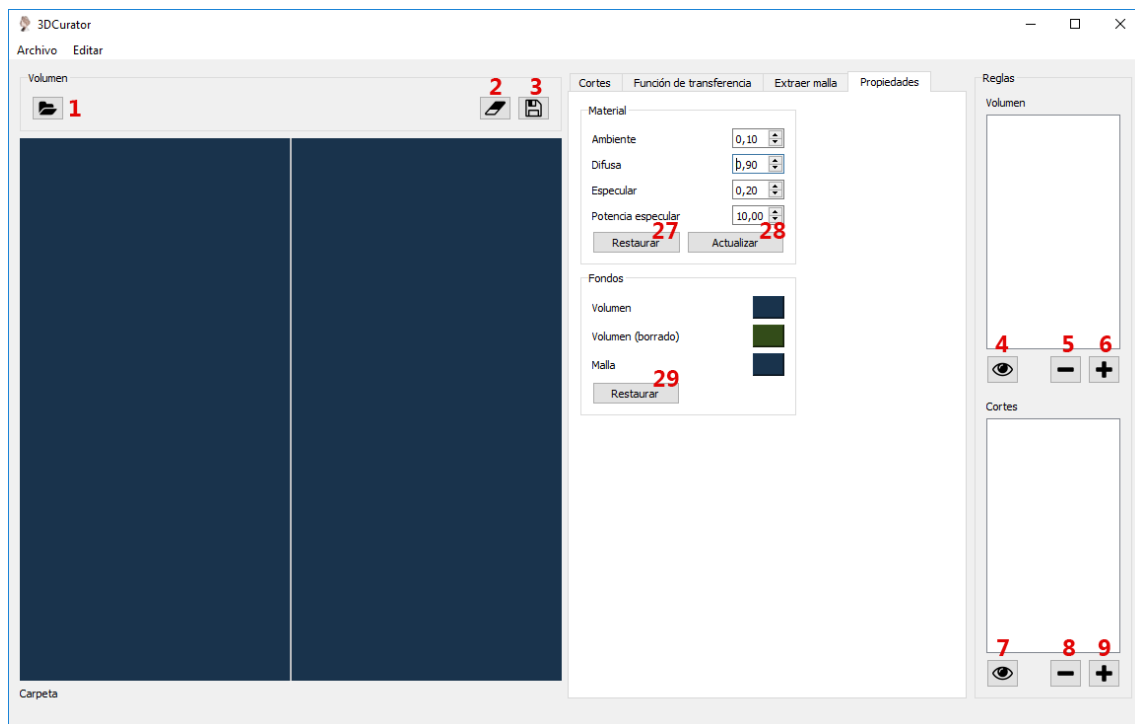 3DCurator
Archivo Editar
Volumen
1
2
3
Carpeta
Cortes
Función de transferencia
Extraer malla
Propiedades
Material
Ambiente 0,10
Difusa 0,90
Especular 0,20
Potencia especular 10,00
Restaurar 27
Actualizar 28
Fondos
Volumen
Volumen (borrado)
Malla
Restaurar 29
Reglas
Volumen
4
5
6
Cortes
7
8
9